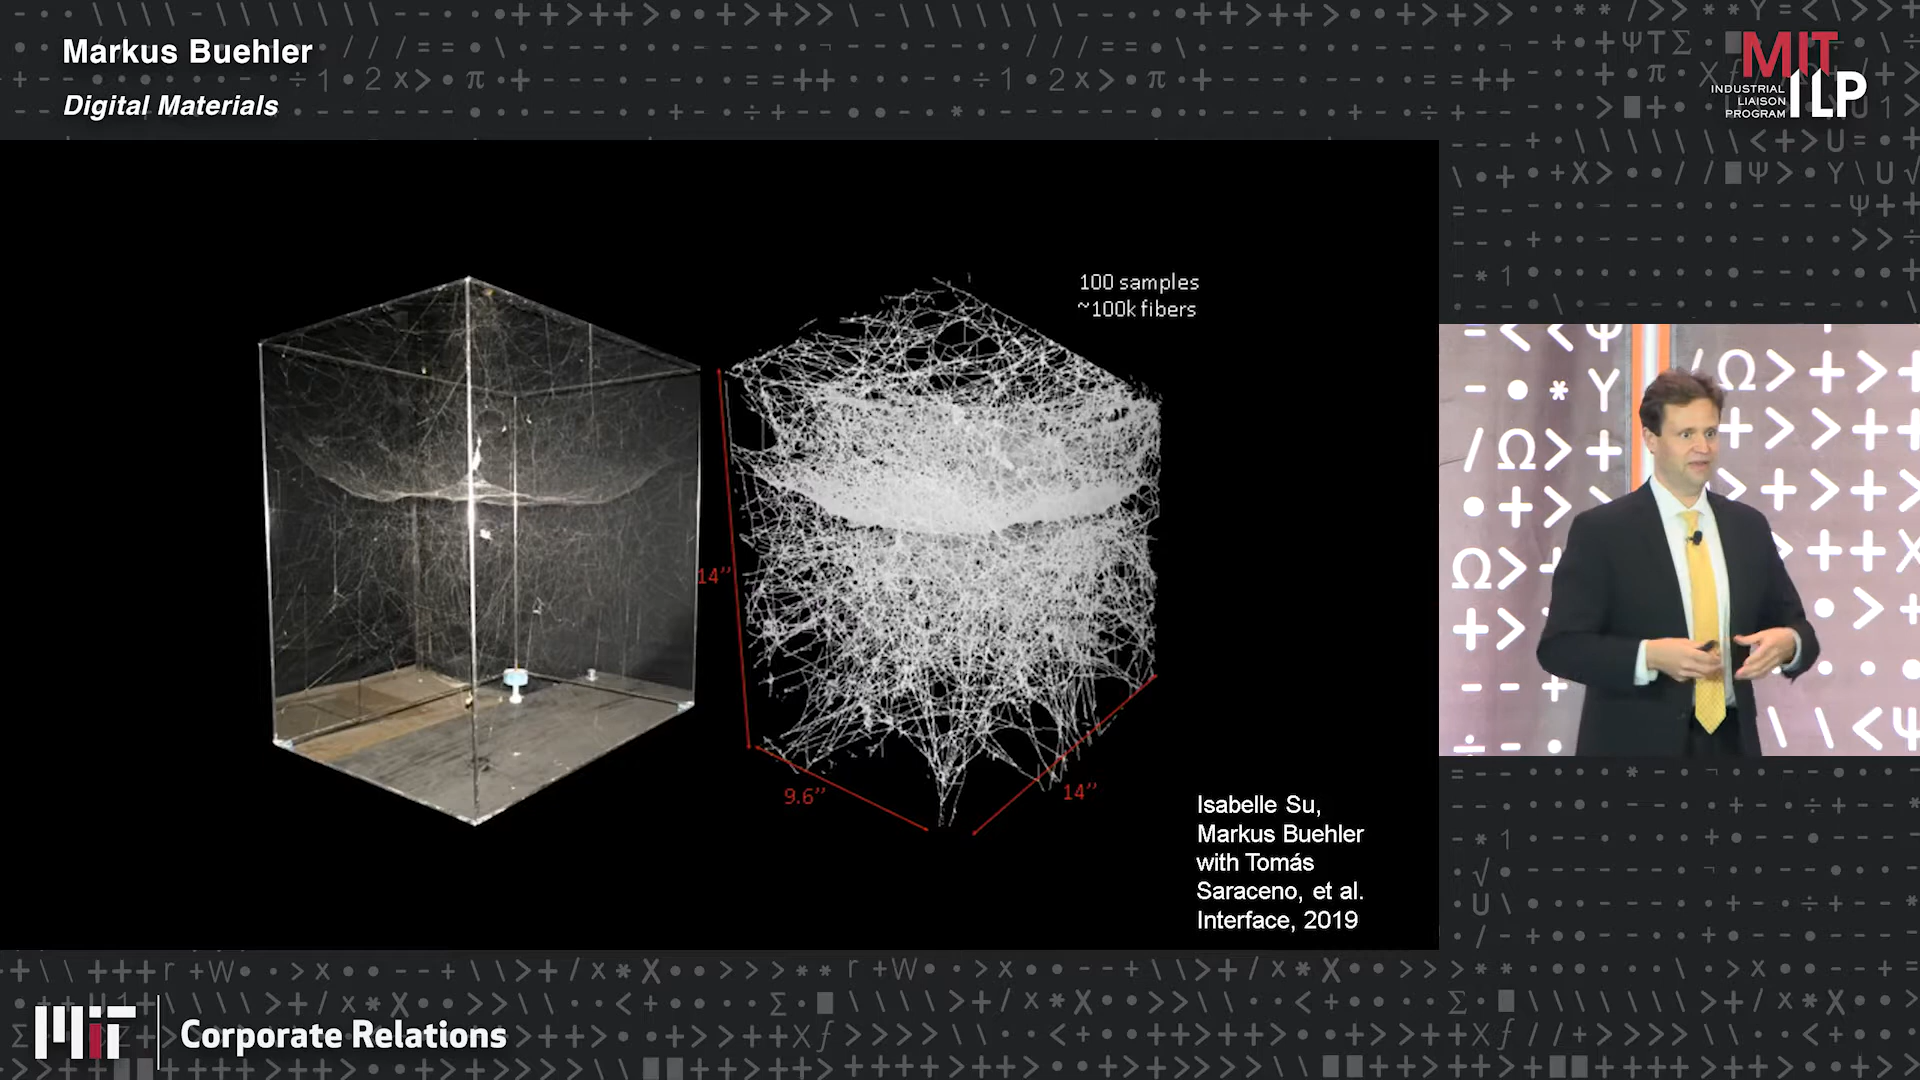 Markus Buehler
Digital Materials
MIT
ILP
INDUSTRIAL
LIAISON
PROGRAM
100 samples
~100k fibers
14’’
9.6’’
14’’
Isabelle Su,
Markus Buehler
with Tomás
Saraceno, et al.
Interface, 2019
MIT
Corporate Relations